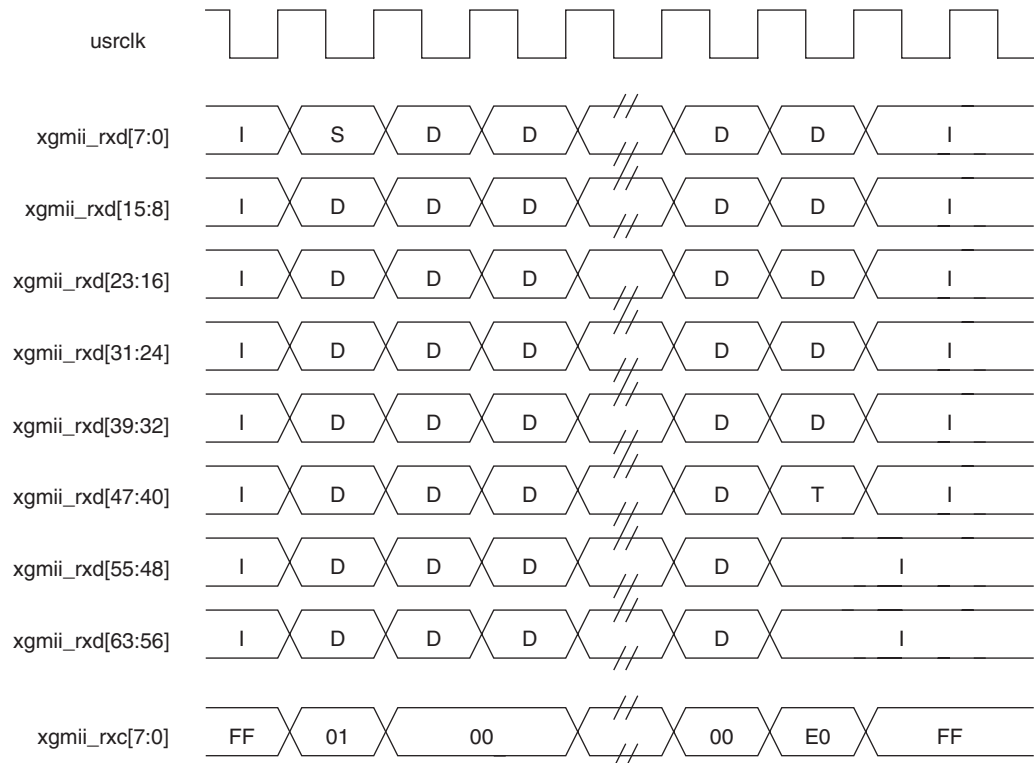 usrclk
xgmii_rxd[7:0] I S D D D D I
xgmii_rxd[15:8] I D D D D D I
xgmii_rxd[23:16] I D D D D D I
xgmii_rxd[31:24] I D D D D D I
xgmii_rxd[39:32] I D D D D D I
xgmii_rxd[47:40] I D D D D T I
xgmii_rxd[55:48] I D D D D I
xgmii_rxd[63:56] I D D D D I
xgmii_rxc[7:0] FF 01 00 00 E0 FF